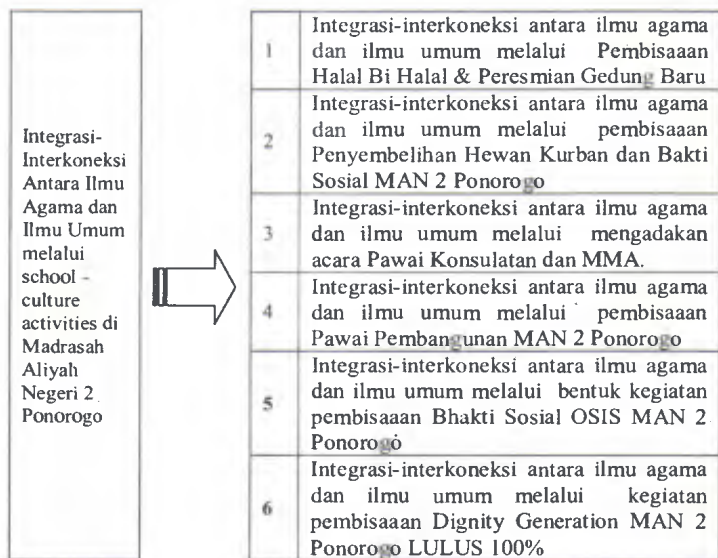 Integrasi-
Interkoneksi
Antara Ilmu
Agama dan
Ilmu Umum
melalui
school -
culture
activities di
Madrasah
Aliyah
Negeri 2
Ponorogo
1
Integrasi-interkoneksi antara ilmu agama
dan ilmu umum melalui Pembisaaan
Halal Bi Halal & Peresmian Gedung Baru
2
Integrasi-interkoneksi antara ilmu agama
dan ilmu umum melalui pembisaaan
Penyembelihan Hewan Kurban dan Bakti
Sosial MAN 2 Ponorogo
3
Integrasi-interkoneksi antara ilmu agama
dan ilmu umum melalui mengadakan
acara Pawai Konsulatan dan MMA.
4
Integrasi-interkoneksi antara ilmu agama
dan ilmu umum melalui pembisaaan
Pawai Pembangunan MAN 2 Ponorogo
5
Integrasi-interkoneksi antara ilmu agama
dan ilmu umum melalui bentuk kegiatan
pembisaaan Bhakti Sosial OSIS MAN 2
Ponorogo
6
Integrasi-interkoneksi antara ilmu agama
dan ilmu umum melalui kegiatan
pembisaaan Dignity Generation MAN 2
Ponorogo LULUS 100%